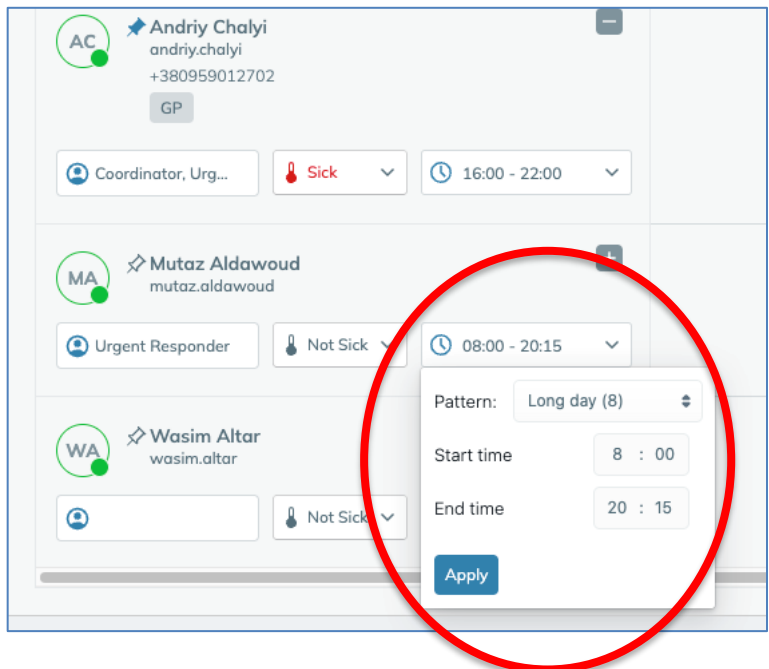 AC
Andriy Chalyi
andriy.chalyi
+380959012702
GP
Coordinator, Urg...
Sick
16:00 - 22:00
MA
Mutaz Aldawoud
mutaz.aldawoud
Urgent Responder
Not Sick
08:00 - 20:15
Pattern: Long day (8)
Start time 8 : 00
End time 20 : 15
Apply
WA
Wasim Altar
wasim.altar
Not Sick